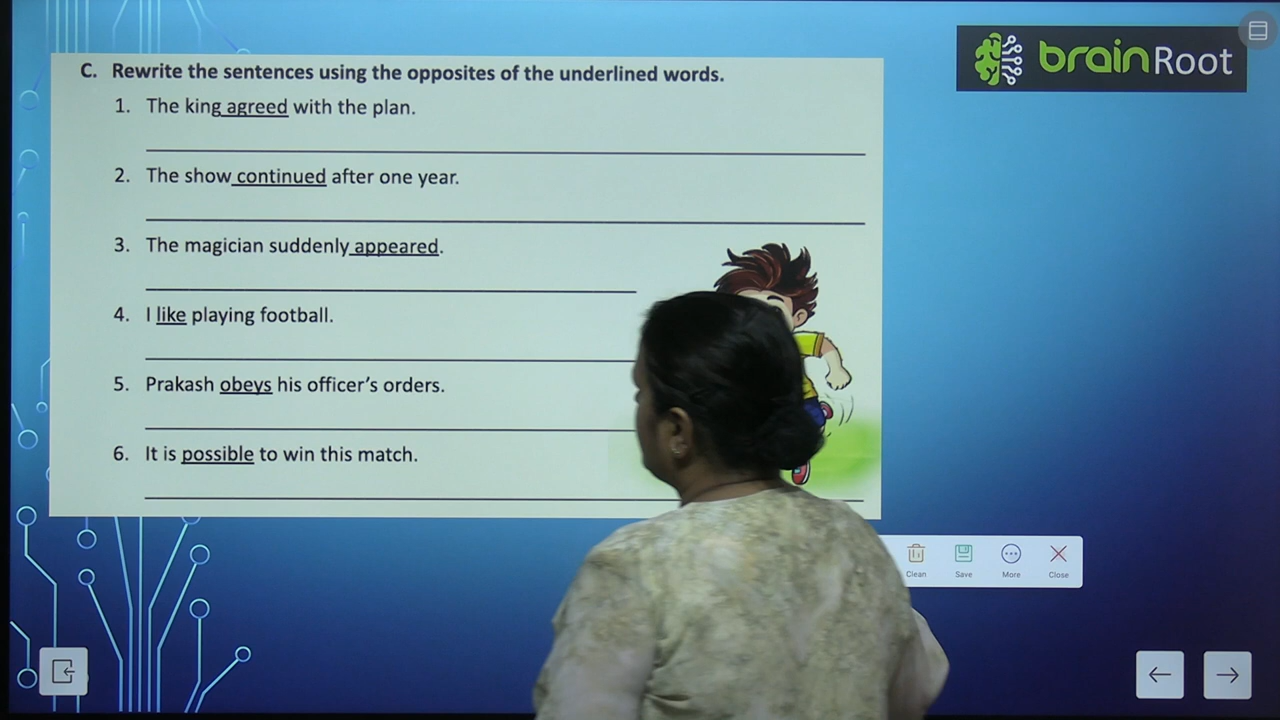 brainRoot
C. Rewrite the sentences using the opposites of the underlined words.
1. The king agreed with the plan.
2. The show continued after one year.
3. The magician suddenly appeared.
4. I like playing football.
5. Prakash obeys his officer's orders.
6. It is possible to win this match.
Clean Save More Close